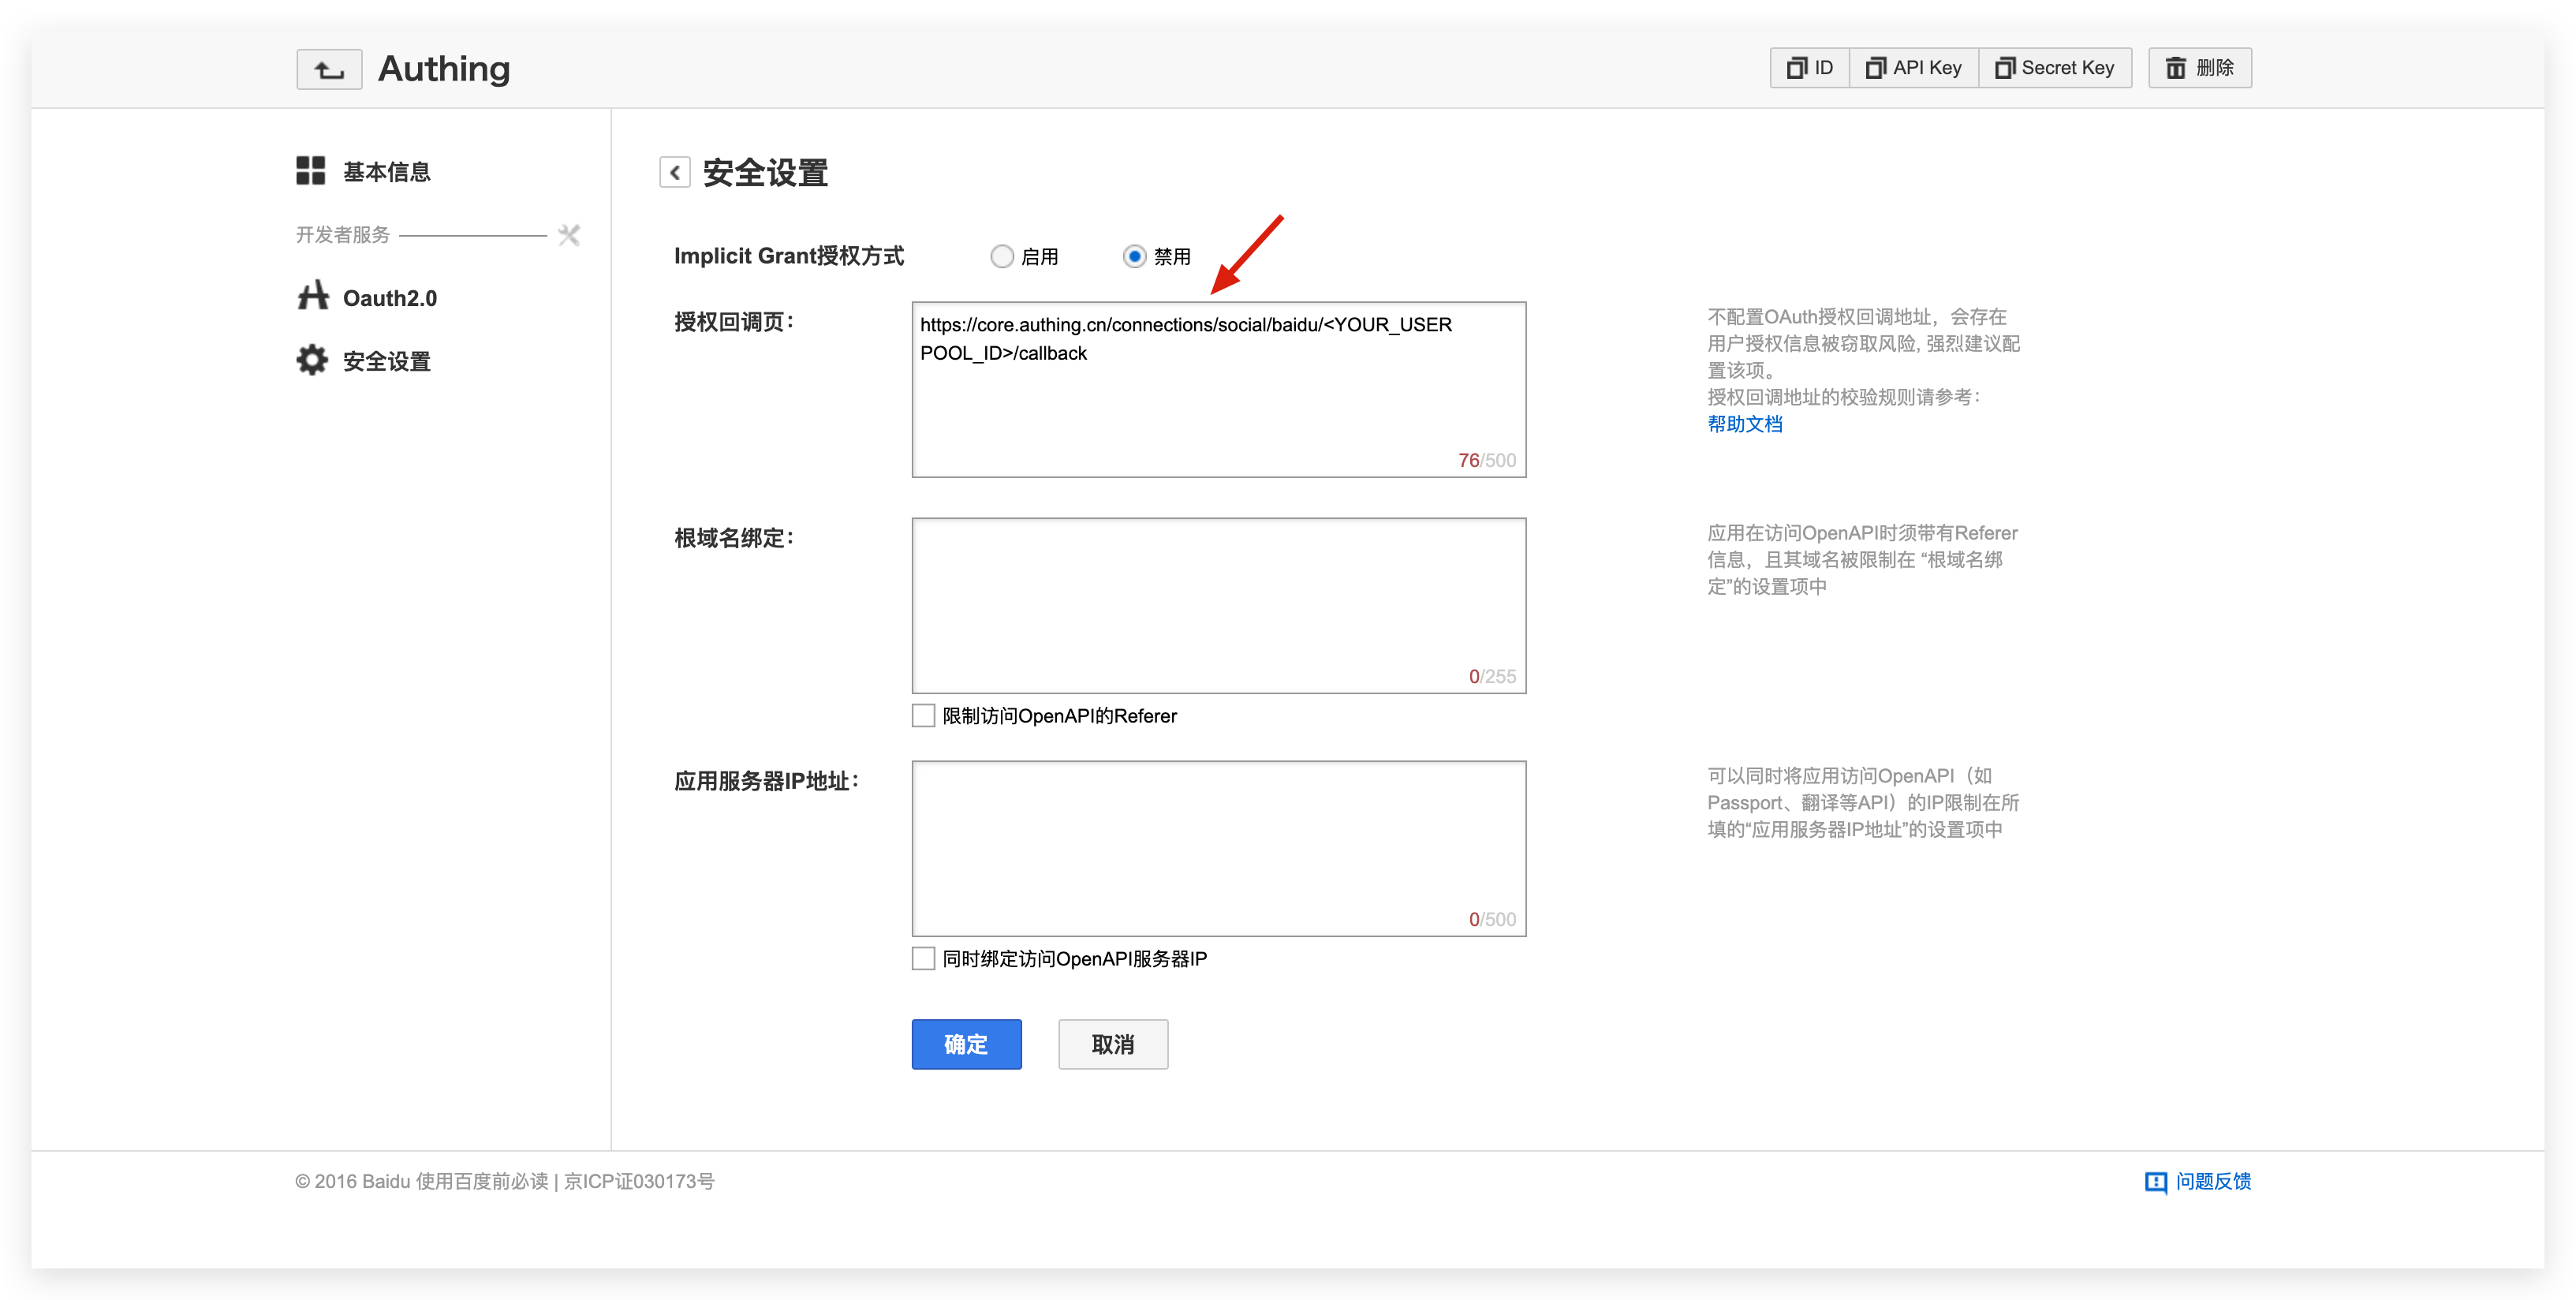 Authing
ID
API Key
Secret Key
删除
基本信息
开发者服务
Oauth2.0
安全设置
安全设置
Implicit Grant授权方式
启用
禁用
授权回调页：
https://core.authing.cn/connections/social/baidu/<YOUR_USER
POOL_ID>/callback
76/500
不配置OAuth授权回调地址，会存在
用户授权信息被窃取风险, 强烈建议配
置该项。
授权回调地址的校验规则请参考：
帮助文档
根域名绑定：
0/255
应用在访问OpenAPI时须带有Referer
信息，且其域名被限制在 “根域名绑
定”的设置项中
限制访问OpenAPI的Referer
应用服务器IP地址：
0/500
可以同时将应用访问OpenAPI（如
Passport、翻译等API）的IP限制在所
填的“应用服务器IP地址”的设置项中
同时绑定访问OpenAPI服务器IP
确定
取消
© 2016 Baidu 使用百度前必读 | 京ICP证030173号
问题反馈